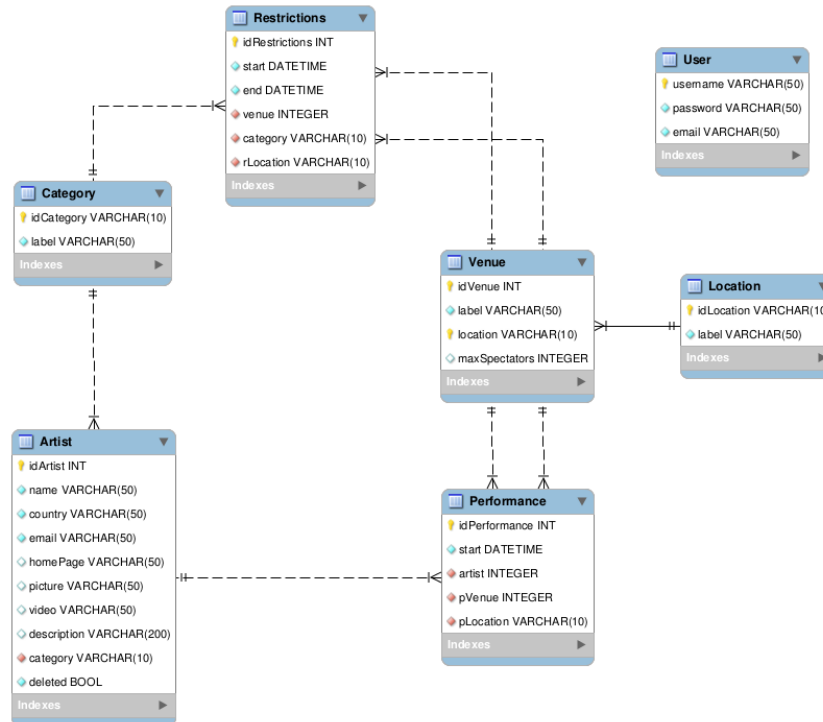 Restrictions
idRestrictions INT
start DATETIME
end DATETIME
venue INTEGER
category VARCHAR(10)
rLocation VARCHAR(10)
Indexes
User
username VARCHAR(50)
password VARCHAR(50)
email VARCHAR(50)
Indexes
Category
idCategory VARCHAR(10)
label VARCHAR(50)
Indexes
Venue
idVenue INT
label VARCHAR(50)
location VARCHAR(10)
maxSpectators INTEGER
Indexes
Location
idLocation VARCHAR(10
label VARCHAR(50)
Indexes
Artist
idArtist INT
name VARCHAR(50)
country VARCHAR(50)
email VARCHAR(50)
homePage VARCHAR(50)
picture VARCHAR(50)
video VARCHAR(50)
description VARCHAR(200)
category VARCHAR(10)
deleted BOOL
Indexes
Performance
idPerformance INT
start DATETIME
artist INTEGER
pVenue INTEGER
pLocation VARCHAR(10)
Indexes